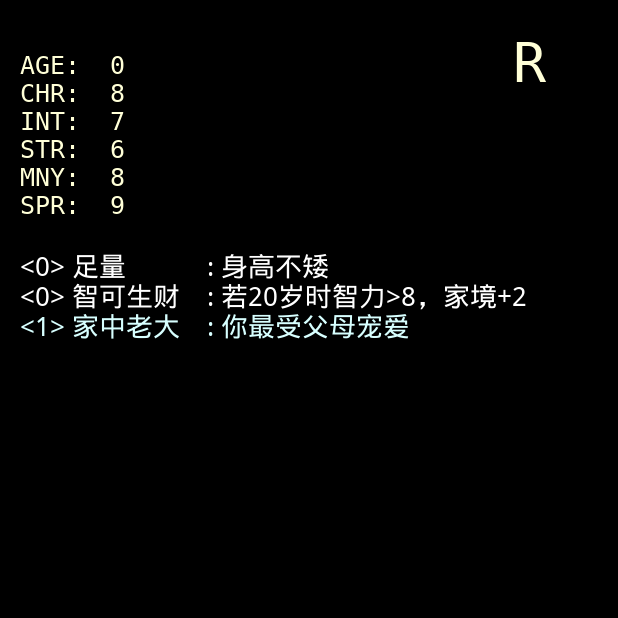 R
AGE: 0
CHR: 8
INT: 7
STR: 6
MNY: 8
SPR: 9
<0> 足量 : 身高不矮
<0> 智可生财 : 若20岁时智力>8，家境+2
<1> 家中老大 : 你最受父母宠爱